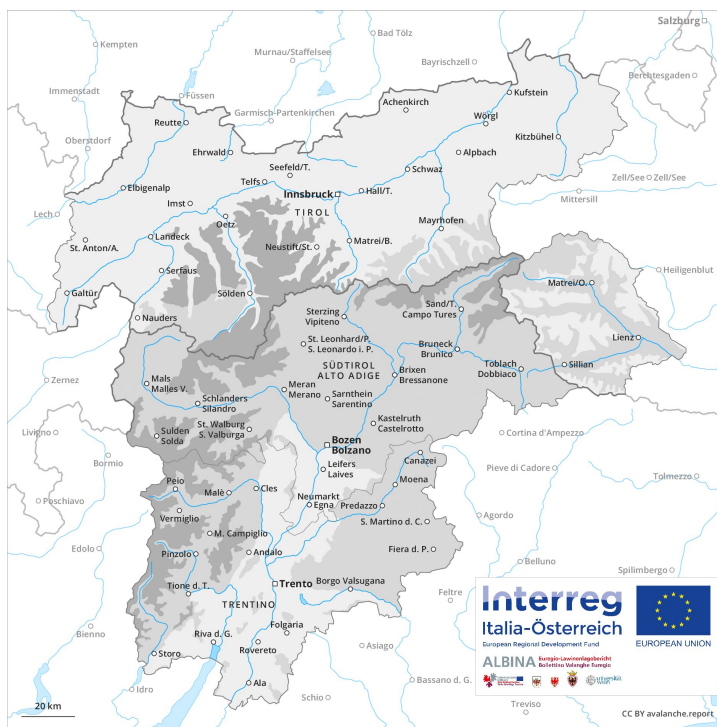 Salzburg
Kempten
Bad Tölz
Murnau/Staffelsee
Bayrischzell
Berchtesgaden
Immenstadt
Füssen
Kufstein
Achenkirch
Garmisch-Partenkirchen
Wörgl
Reutte
Oberstdorf
Kitzbühel
Ehrwald
Alpbach
Seefeld/T.
Schwaz
Telfs
Zell/See
Zell/See
Elbigenalp
Innsbruck
Hall/T.
Mittersill
Imst
Lech
TIROL
Oetz
Mayrhofen
Landeck
Neustift/St.
Matrei/B.
St. Anton/A.
Serfaus
Heiligenblut
Matrei/O.
Galtür
Sölden
Nauders
Sand/T.
Campo Tures
Sterzing
Vipiteno
Lienz
St. Leonhard/P.
S. Leonardo i. P.
Bruneck
Brunico
Toblach
Dobbiaco
Sillian
SÜDTIROL
ALTO ADIGE
Brixen
Bressanone
Zernez
Mals
Malles V.
Meran
Merano
Sarnthein
Sarentino
Schlanders
Silandro
Kastelruth
Castelrotto
St. Walburg
S. Valburga
Sulden
Solda
Livigno
Bozen
Bolzano
Cortina d'Ampezzo
Bormio
Canazei
Leifers
Laives
Pieve di Cadore
Tolmezzo
Peio
Malè
Cles
Moena
Poschiavo
Neumarkt
Egna
Predazzo
Vermiglio
Agordo
S. Martino d. C.
M. Campiglio
Edolo
Pinzolo
Andalo
Fiera d. P.
Belluno
Spilimbergo
Tione d. T.
Trento
Borgo Valsugana
Feltre
TRENTINO
Folgaria
Bienno
Riva d. G.
Rovereto
Asiago
Storo
Bassano d. G.
Idro
Ala
Schio
Treviso
20 km
Interreg
Italia-Österreich
European Regional Development Fund
EUROPEAN UNION
ALBINA Euregio-Lawinenlagebericht
Bollettino Valanghe Euregio
universität
wien
CC BY avalanche.report